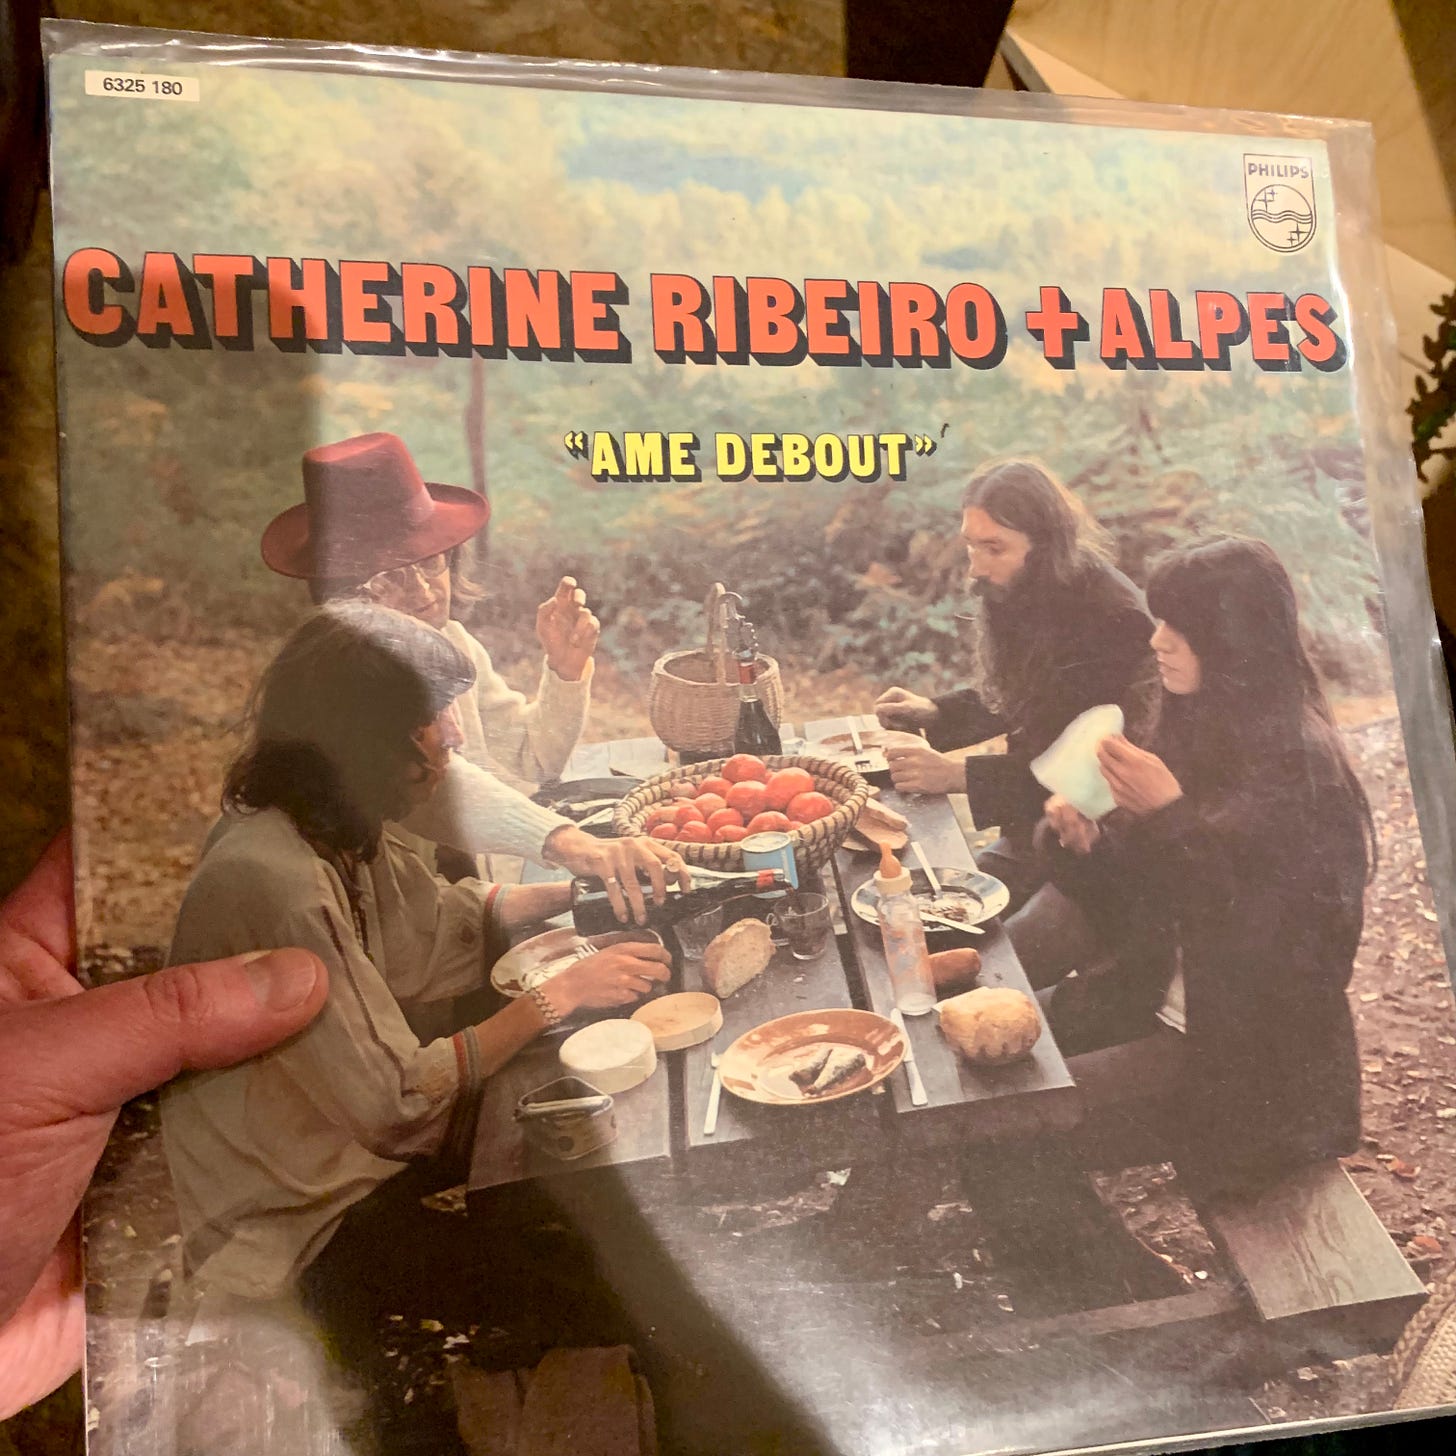 6325 180
PHILIPS
CATHERINE RIBEIRO + ALPES
“AME DEBOUT”